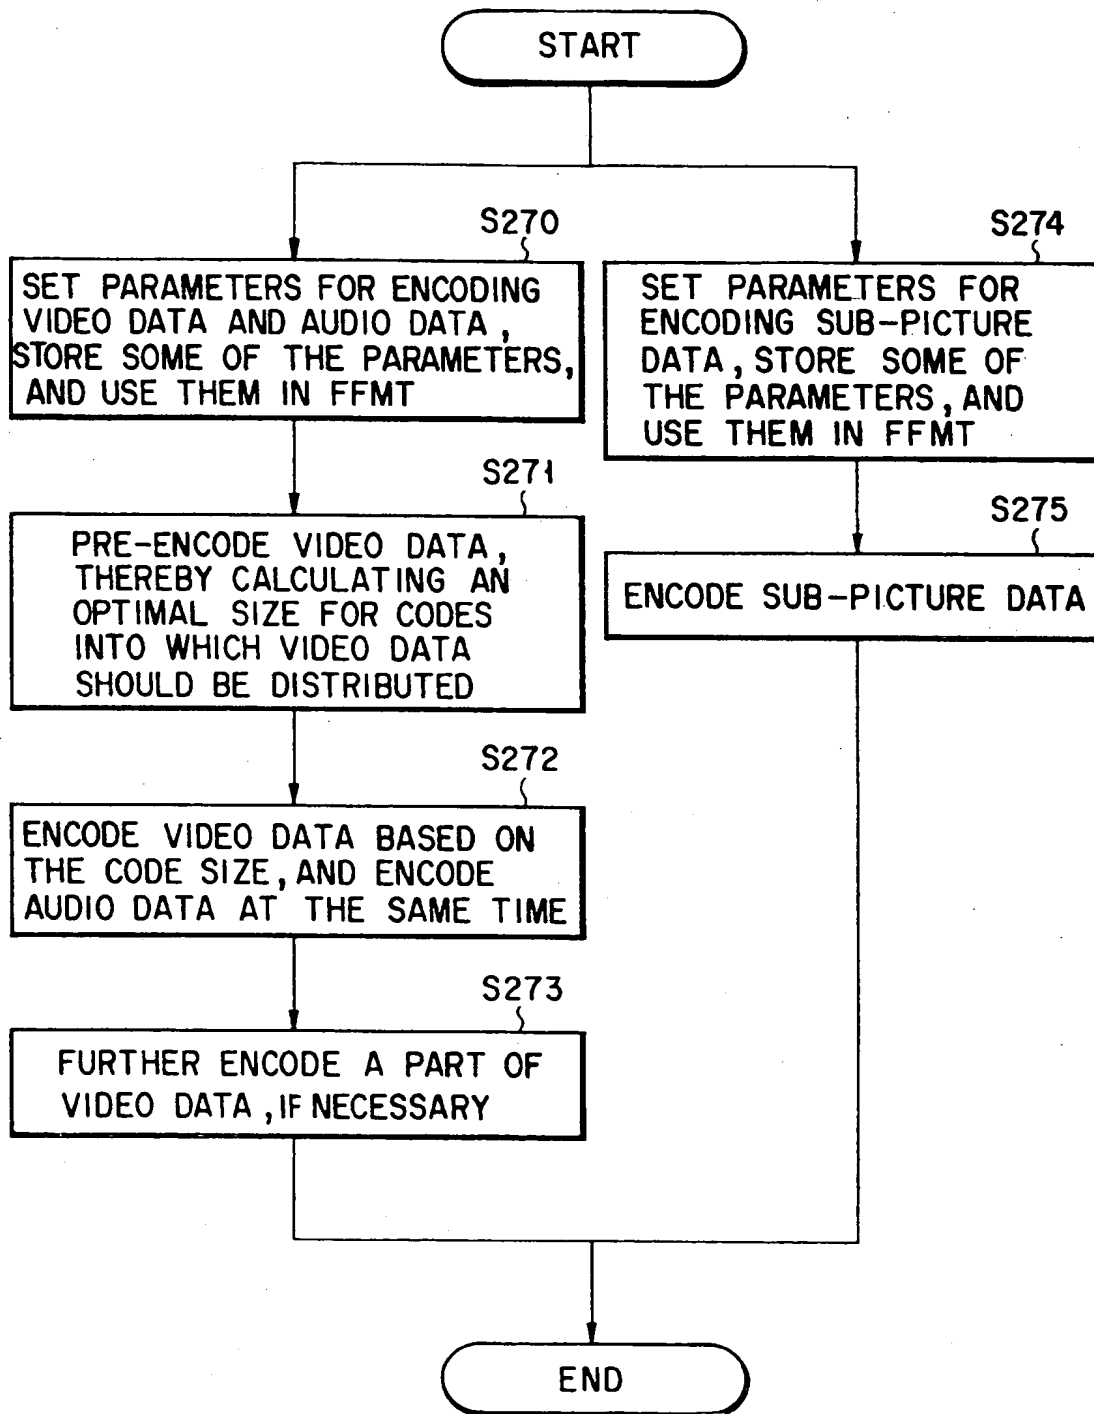 START
S270
SET PARAMETERS FOR ENCODING
VIDEO DATA AND AUDIO DATA,
STORE SOME OF THE PARAMETERS,
AND USE THEM IN FFMT
S271
PRE-ENCODE VIDEO DATA,
THEREBY CALCULATING AN
OPTIMAL SIZE FOR CODES
INTO WHICH VIDEO DATA
SHOULD BE DISTRIBUTED
S272
ENCODE VIDEO DATA BASED ON
THE CODE SIZE, AND ENCODE
AUDIO DATA AT THE SAME TIME
S273
FURTHER ENCODE A PART OF
VIDEO DATA, IF NECESSARY
S274
SET PARAMETERS FOR
ENCODING SUB-PICTURE
DATA, STORE SOME OF
THE PARAMETERS, AND
USE THEM IN FFMT
S275
ENCODE SUB-PICTURE DATA
END